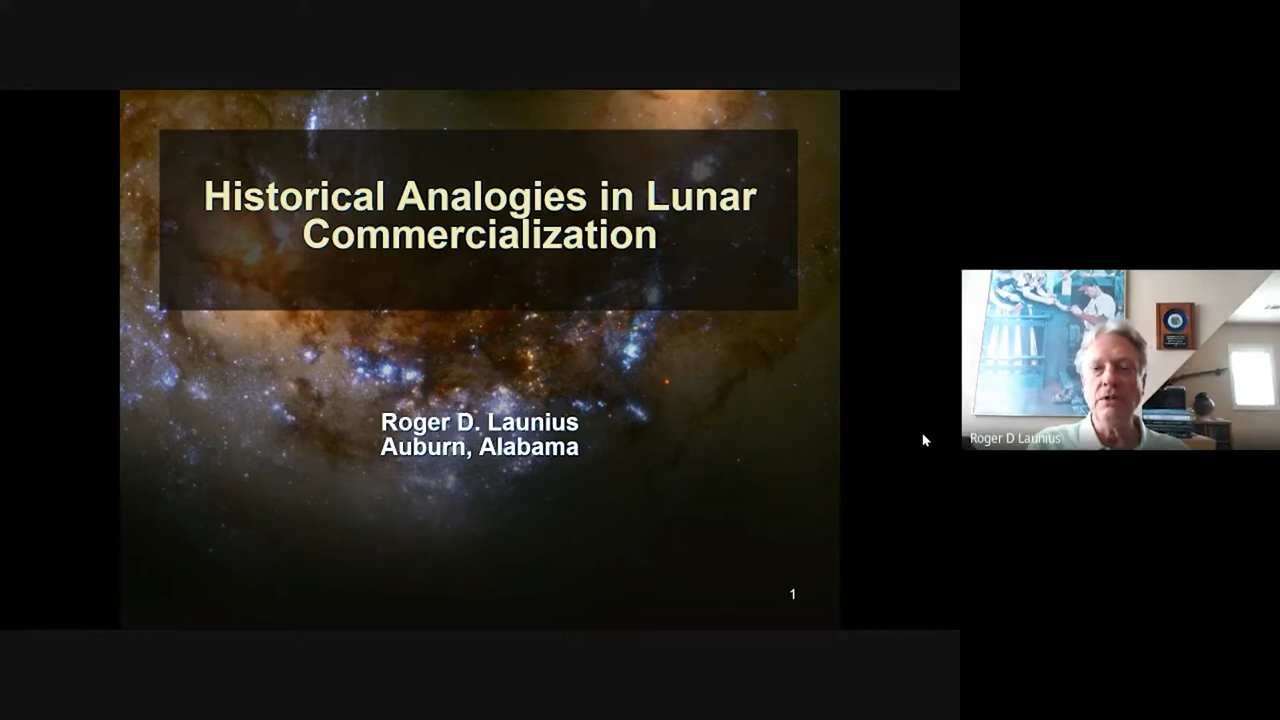 Historical Analogies in Lunar
Commercialization
Roger D. Launius
Auburn, Alabama
1
Roger D Launius